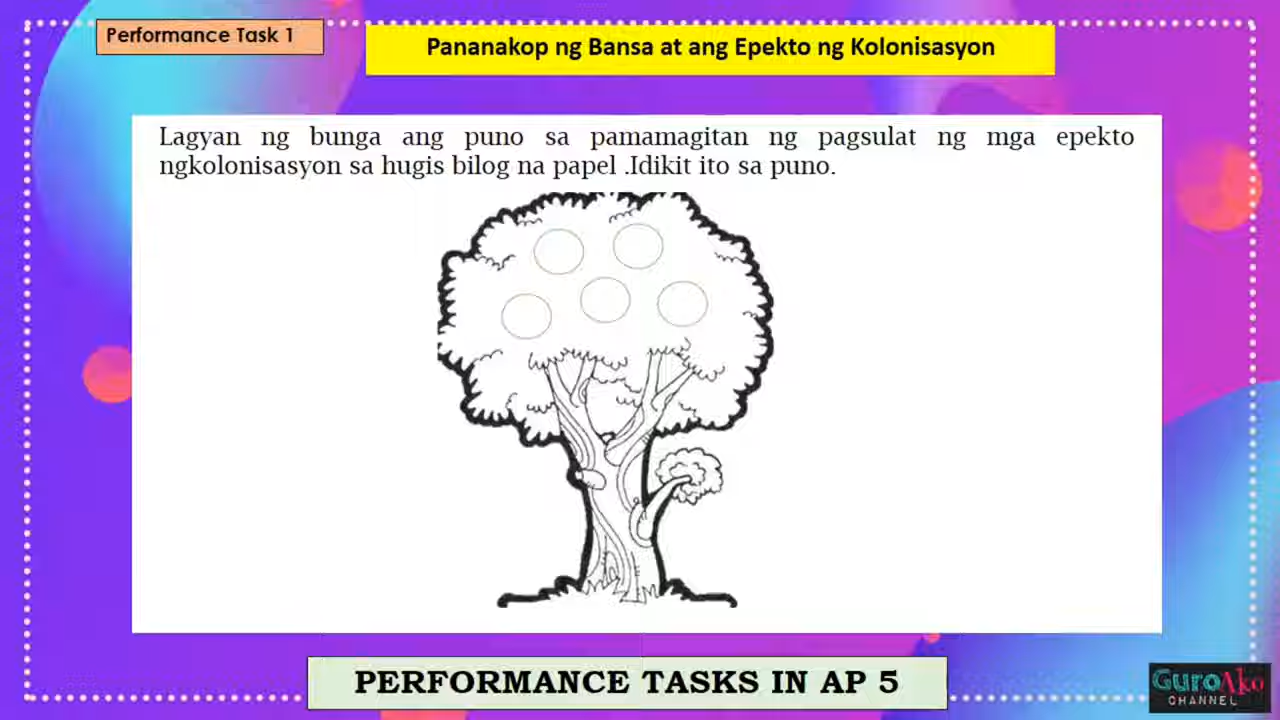 Performance Task 1
Pananakop ng Bansa at ang Epekto ng Kolonisasyon
Lagyan ng bunga ang puno sa pamamagitan ng pagsulat ng mga epekto
ngkolonisasyon sa hugis bilog na papel .Idikit ito sa puno.
PERFORMANCE TASKS IN AP 5
GuroAko
CHANNEL